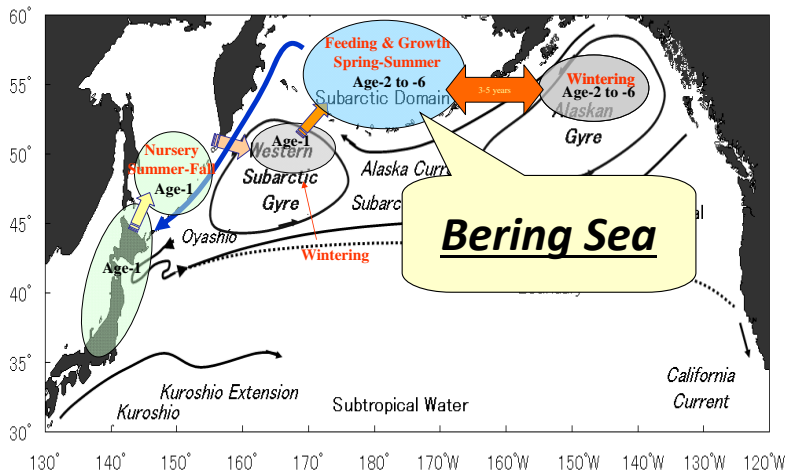 60°
55°
50°
45°
40°
35°
30°
130°
140°
150°
160°
170°
180°
170°W
160°W
150°W
140°W
130°W
120°W
Feeding & Growth
Spring-Summer
Age-2 to -6
Subarctic Domain
3-5 years
Wintering
Age-2 to -6
Alaskan
Gyre
Nursery
Summer-Fall
Age-1
Age-1
Western
Subarctic
Gyre
Alaska Curr
Subarc
Bering Sea
Oyashio
Wintering
Age-1
Kuroshio Extension
Kuroshio
Subtropical Water
California
Current